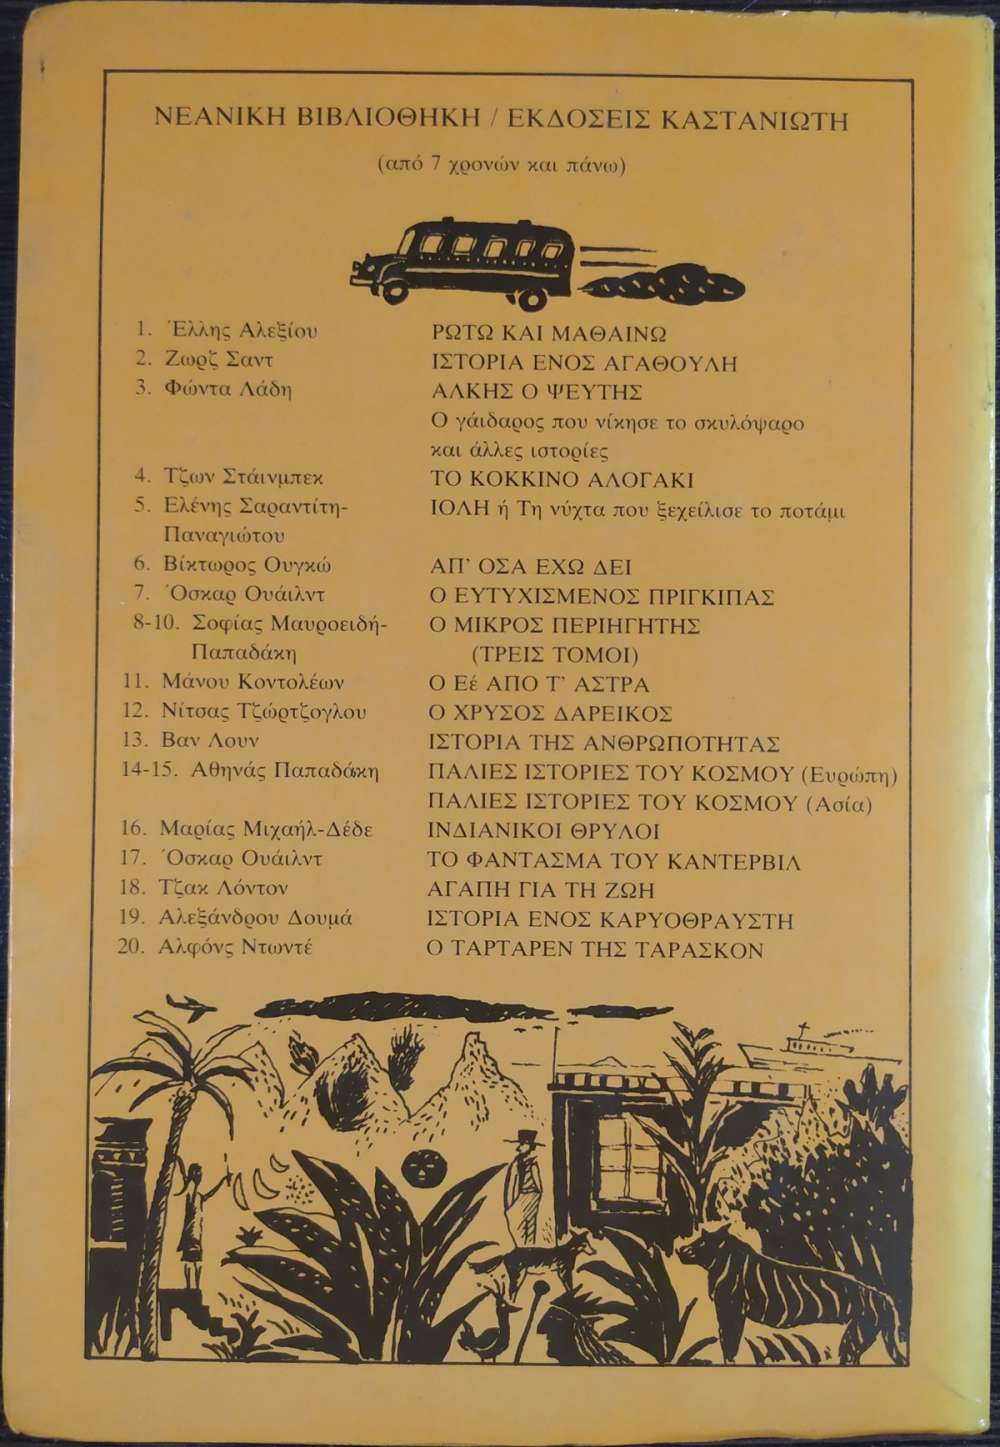 ΝΕΑΝΙΚΗ ΒΙΒΛΙΟΘΗΚΗ / ΕΚΔΟΣΕΙΣ ΚΑΣΤΑΝΙΩΤΗ
(από 7 χρονών και πάνω)
1. Έλλης Αλεξίου ΡΩΤΩ ΚΑΙ ΜΑΘΑΙΝΩ
2. Ζωρζ Σαντ ΙΣΤΟΡΙΑ ΕΝΟΣ ΑΓΑΘΟΥΛΗ
3. Φώντα Λάδη ΑΛΚΗΣ Ο ΨΕΥΤΗΣ
Ο γάιδαρος που νίκησε το σκυλόψαρο
και άλλες ιστορίες
4. Τζων Στάινμπεκ ΤΟ ΚΟΚΚΙΝΟ ΑΛΟΓΑΚΙ
5. Ελένης Σαραντίτη- ΙΟΛΗ ή Τη νύχτα που ξεχείλισε το ποτάμι
Παναγιώτου
6. Βίκτωρος Ουγκώ ΑΠ' ΟΣΑ ΕΧΩ ΔΕΙ
7. Όσκαρ Ουάιλντ Ο ΕΥΤΥΧΙΣΜΕΝΟΣ ΠΡΙΓΚΙΠΑΣ
8-10. Σοφίας Μαυροειδή- Ο ΜΙΚΡΟΣ ΠΕΡΙΗΓΗΤΗΣ
Παπαδάκη (ΤΡΕΙΣ ΤΟΜΟΙ)
11. Μάνου Κοντολέων Ο Εέ ΑΠΟ Τ' ΑΣΤΡΑ
12. Νίτσας Τζώρτζογλου Ο ΧΡΥΣΟΣ ΔΑΡΕΙΚΟΣ
13. Βαν Λουν ΙΣΤΟΡΙΑ ΤΗΣ ΑΝΘΡΩΠΟΤΗΤΑΣ
14-15. Αθηνάς Παπαδάκη ΠΑΛΙΕΣ ΙΣΤΟΡΙΕΣ ΤΟΥ ΚΟΣΜΟΥ (Ευρώπη)
ΠΑΛΙΕΣ ΙΣΤΟΡΙΕΣ ΤΟΥ ΚΟΣΜΟΥ (Ασία)
16. Μαρίας Μιχαήλ-Δέδε ΙΝΔΙΑΝΙΚΟΙ ΘΡΥΛΟΙ
17. Όσκαρ Ουάιλντ ΤΟ ΦΑΝΤΑΣΜΑ ΤΟΥ ΚΑΝΤΕΡΒΙΛ
18. Τζακ Λόντον ΑΓΑΠΗ ΓΙΑ ΤΗ ΖΩΗ
19. Αλεξάνδρου Δουμά ΙΣΤΟΡΙΑ ΕΝΟΣ ΚΑΡΥΟΘΡΑΥΣΤΗ
20. Αλφόνς Ντωντέ Ο ΤΑΡΤΑΡΕΝ ΤΗΣ ΤΑΡΑΣΚΟΝ